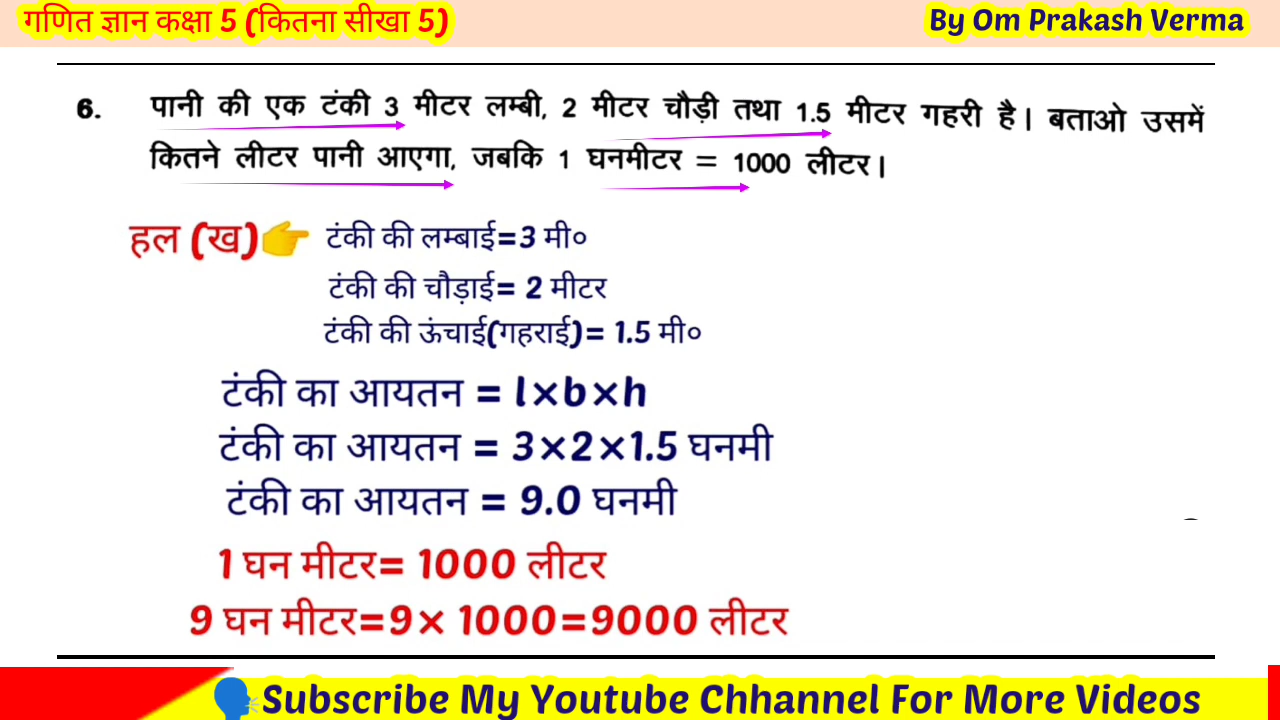 गणित ज्ञान कक्षा 5 (कितना सीखा 5)
By Om Prakash Verma
6. पानी की एक टंकी 3 मीटर लम्बी, 2 मीटर चौड़ी तथा 1.5 मीटर गहरी है। बताओ उसमें
कितने लीटर पानी आएगा, जबकि 1 घनमीटर = 1000 लीटर।
हल (ख)👉 टंकी की लम्बाई=3 मी०
टंकी की चौड़ाई= 2 मीटर
टंकी की ऊंचाई(गहराई)= 1.5 मी०
टंकी का आयतन = l×b×h
टंकी का आयतन = 3×2×1.5 घनमी
टंकी का आयतन = 9.0 घनमी
1 घन मीटर= 1000 लीटर
9 घन मीटर=9× 1000=9000 लीटर
🗣Subscribe My Youtube Chhannel For More Videos